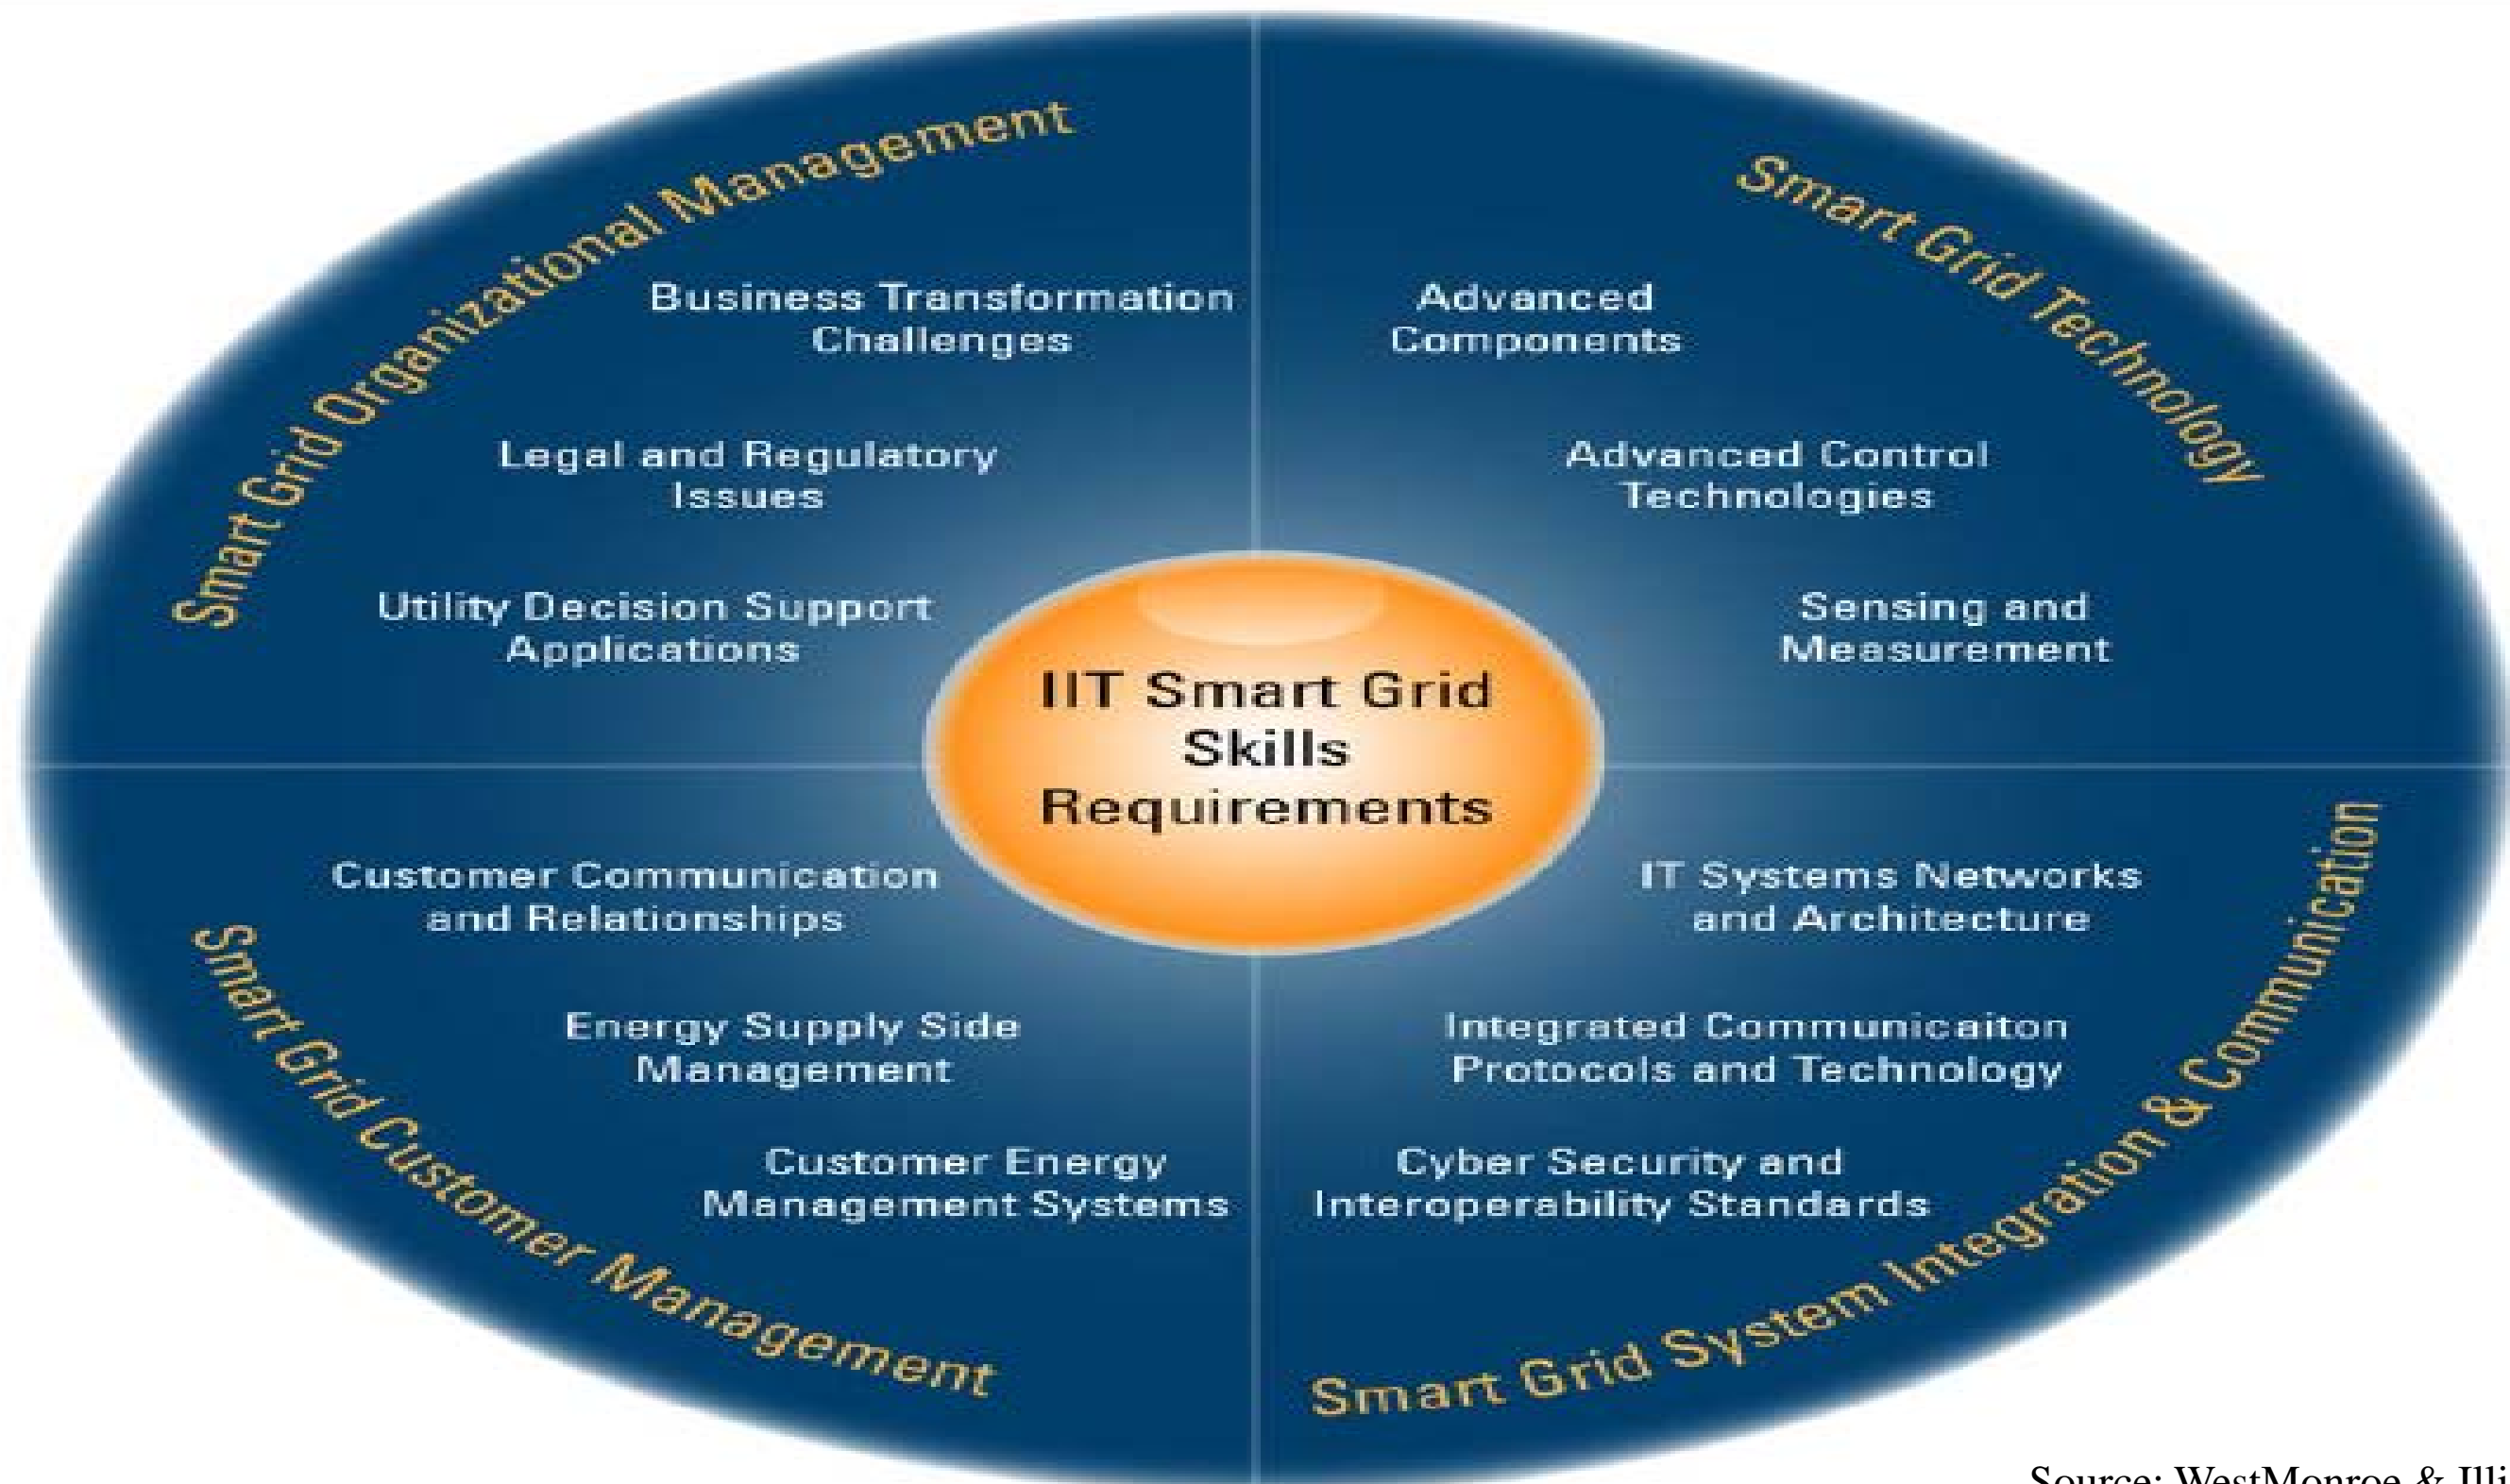 Smart Grid Organizational Management
Business Transformation
Challenges
Legal and Regulatory
Issues
Utility Decision Support
Applications
Smart Grid Technology
Advanced
Components
Advanced Control
Technologies
Sensing and
Measurement
IIT Smart Grid
Skills
Requirements
Customer Communication
and Relationships
Energy Supply Side
Management
Customer Energy
Management Systems
Smart Grid Customer Management
IT Systems Networks
and Architecture
Integrated Communicaiton
Protocols and Technology
Cyber Security and
Interoperability Standards
Smart Grid System Integration & Communication
Source: WestMonroe &